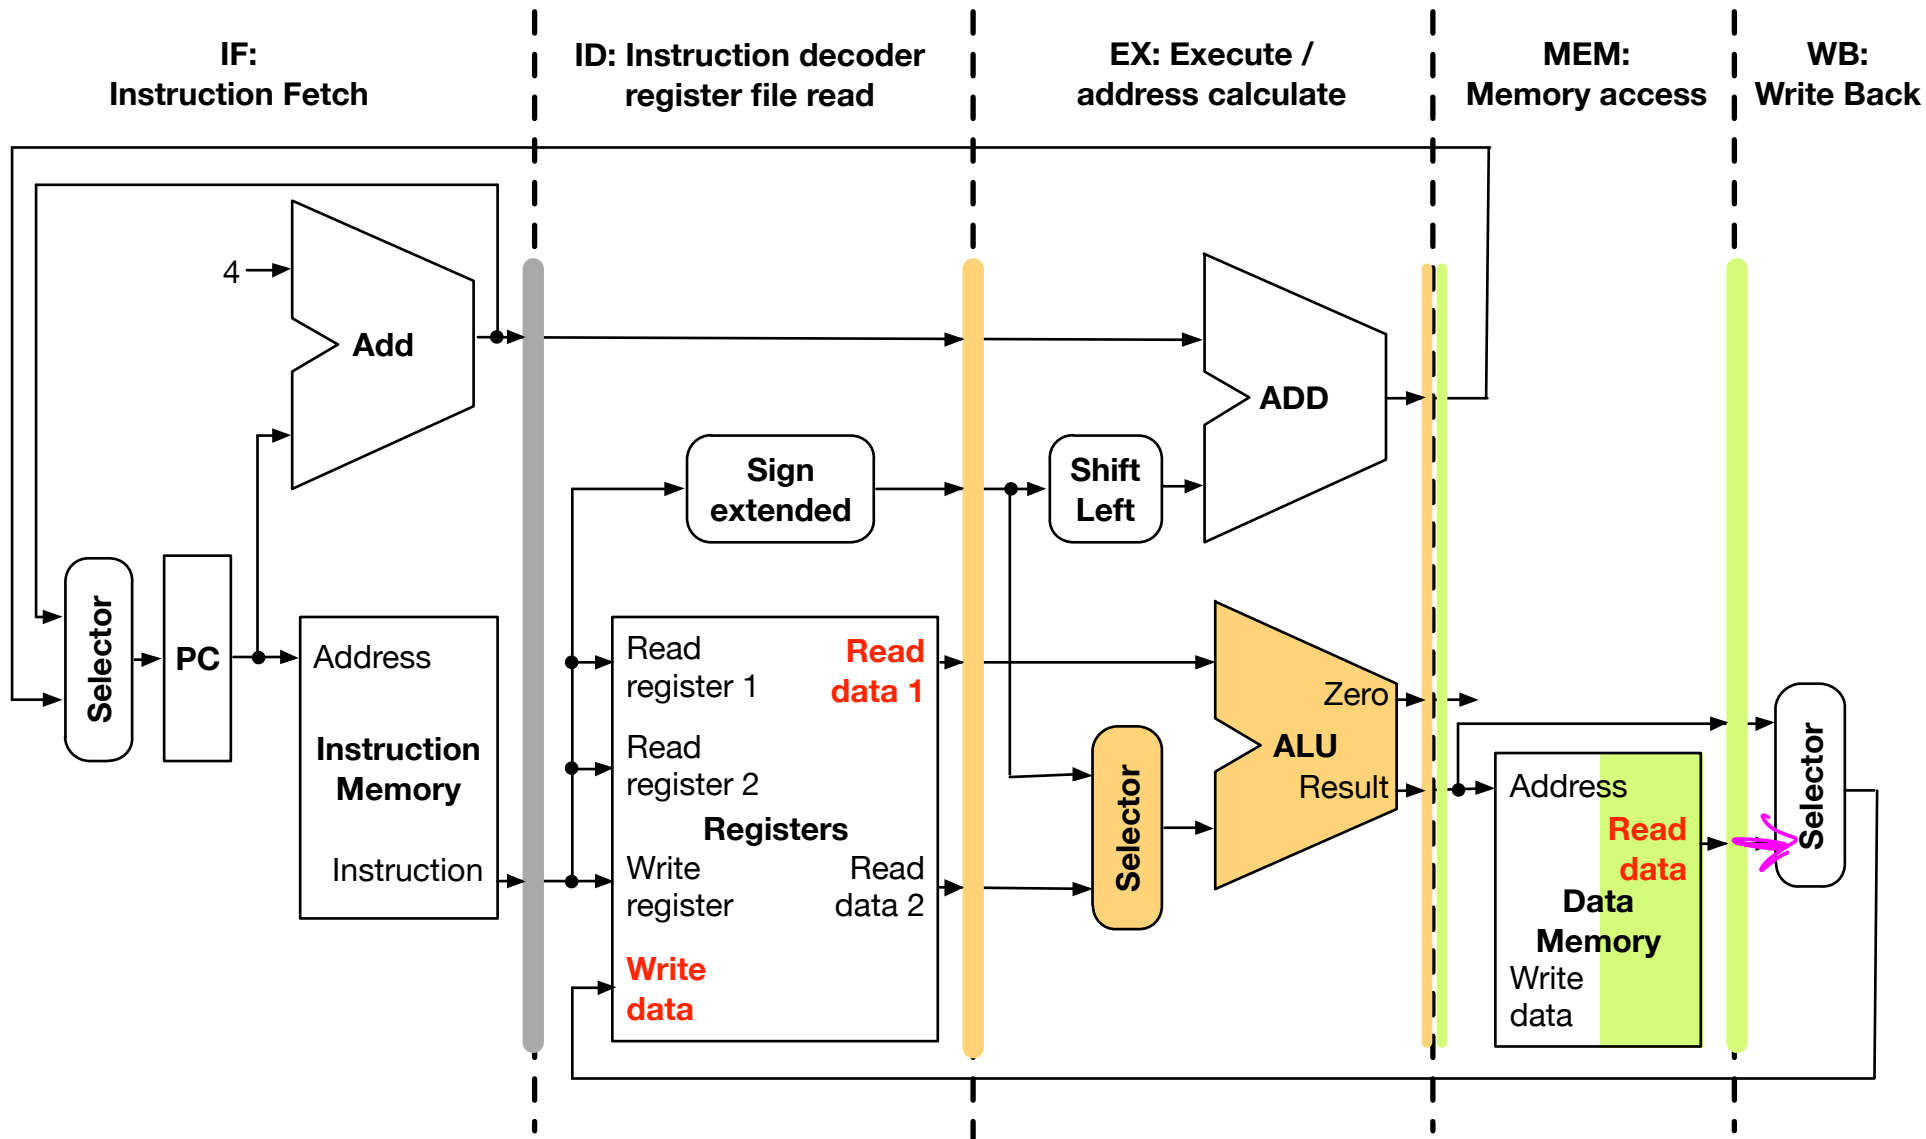 IF:
Instruction Fetch
ID: Instruction decoder
register file read
EX: Execute /
address calculate
MEM:
Memory access
WB:
Write Back
4
Add
Selector
PC
Address
Instruction
Memory
Instruction
Sign
extended
Read
register 1
Read
data 1
Read
register 2
Registers
Write
register
Read
data 2
Write
data
Shift
Left
ADD
Selector
Zero
ALU
Result
Address
Read
data
Data
Memory
Write
data
Selector